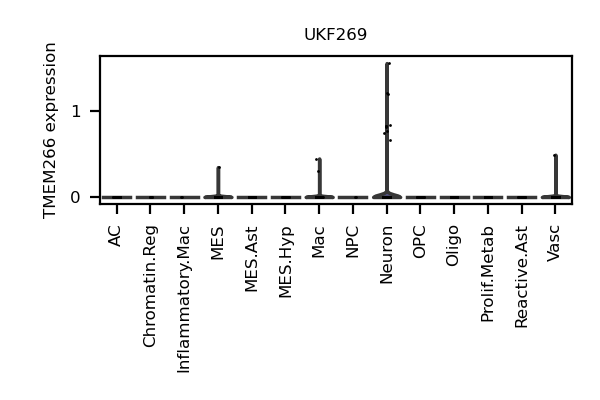 UKF269
TMEM266 expression
1
0
AC
Chromatin.Reg
Inflammatory.Mac
MES
MES.Ast
MES.Hyp
Mac
NPC
Neuron
OPC
Oligo
Prolif.Metab
Reactive.Ast
Vasc